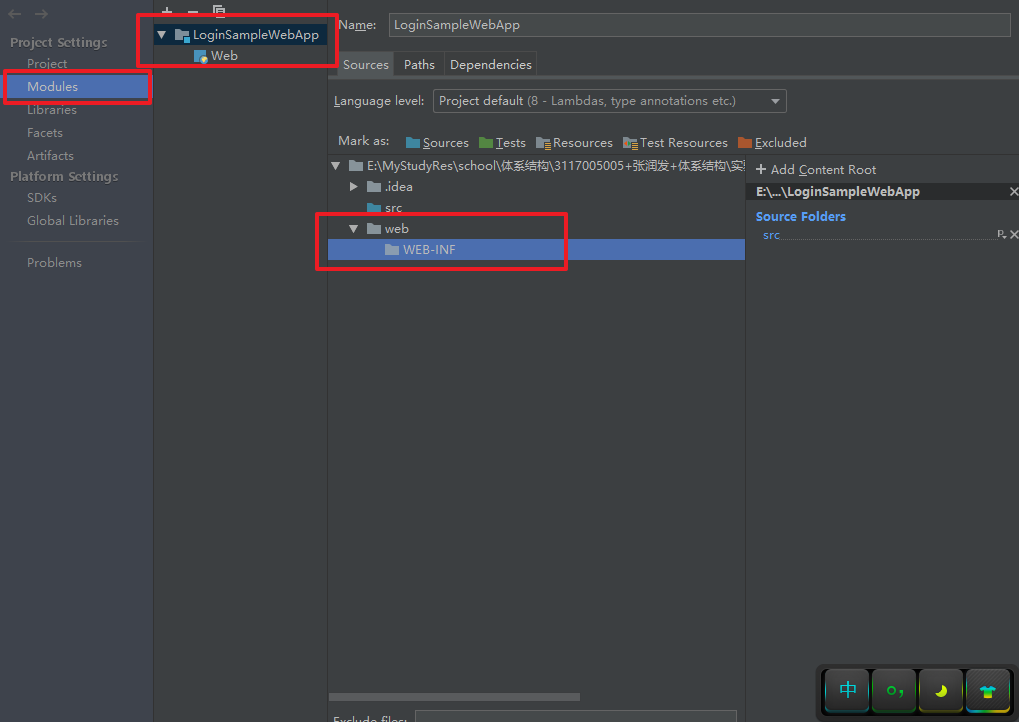 Project Settings
Project
Modules
Libraries
Facets
Artifacts
Platform Settings
SDKs
Global Libraries
Problems
LoginSampleWebApp
Web
Name: LoginSampleWebApp
Sources Paths Dependencies
Language level: Project default (8 - Lambdas, type annotations etc.)
Mark as: Sources Tests Resources Test Resources Excluded
E:\MyStudyRes\school\体系结构\3117005005+张润发+体系结构\实
.idea
src
web
WEB-INF
+ Add Content Root
E:\...\LoginSampleWebApp
Source Folders
src
Exclude files:
中